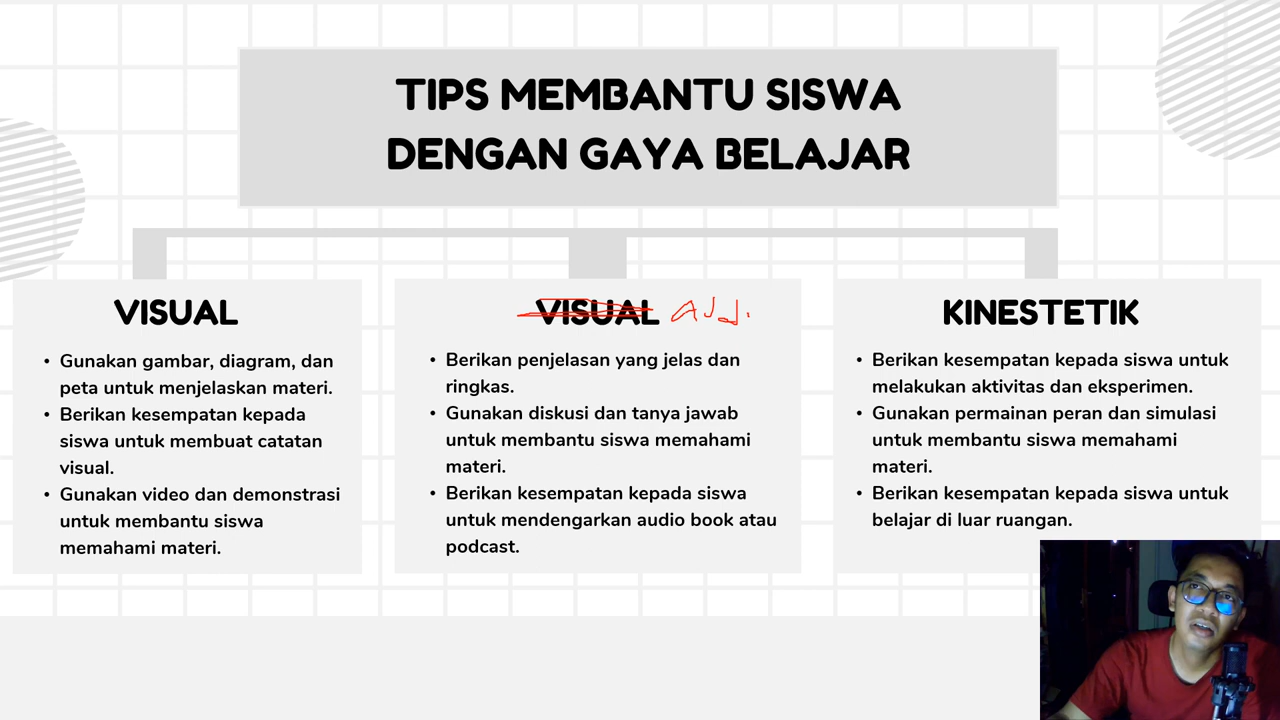 TIPS MEMBANTU SISWA
DENGAN GAYA BELAJAR
VISUAL
• Gunakan gambar, diagram, dan
peta untuk menjelaskan materi.
• Berikan kesempatan kepada
siswa untuk membuat catatan
visual.
• Gunakan video dan demonstrasi
untuk membantu siswa
memahami materi.
VISUAL
• Berikan penjelasan yang jelas dan
ringkas.
• Gunakan diskusi dan tanya jawab
untuk membantu siswa memahami
materi.
• Berikan kesempatan kepada siswa
untuk mendengarkan audio book atau
podcast.
KINESTETIK
• Berikan kesempatan kepada siswa untuk
melakukan aktivitas dan eksperimen.
• Gunakan permainan peran dan simulasi
untuk membantu siswa memahami
materi.
• Berikan kesempatan kepada siswa untuk
belajar di luar ruangan.